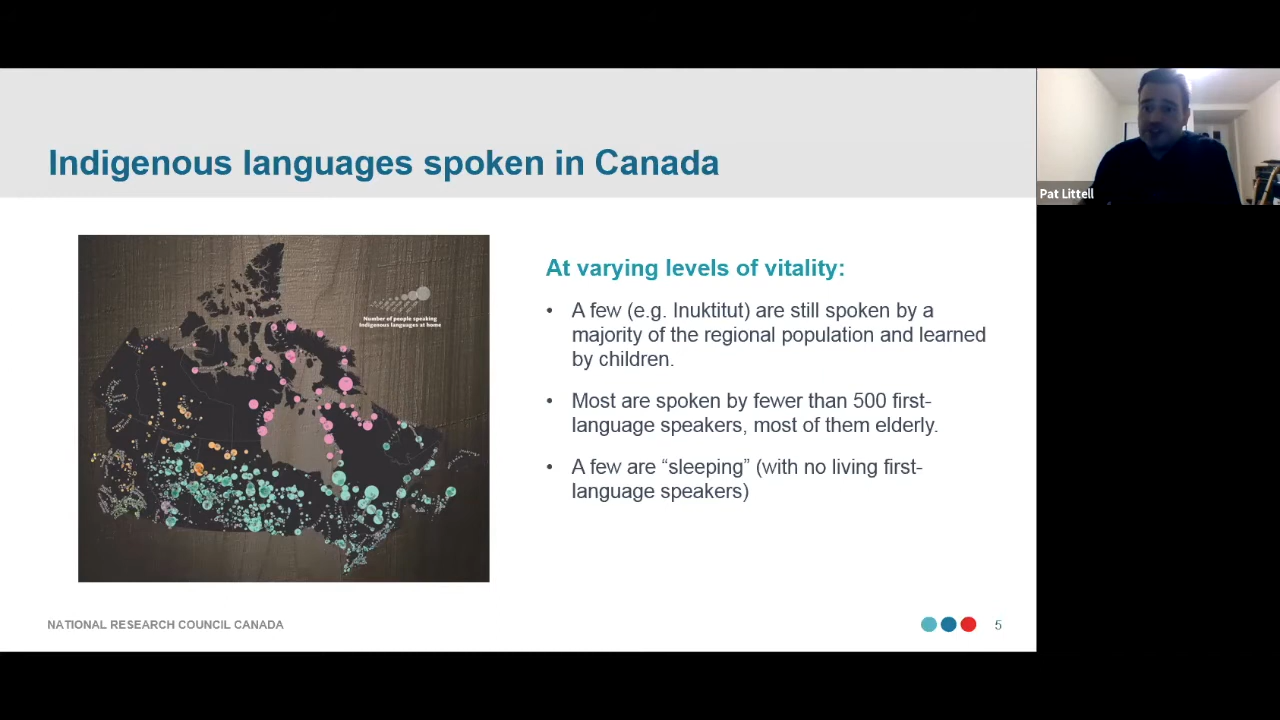 Indigenous languages spoken in Canada
Pat Littell
Number of people speaking
Indigenous languages at home
At varying levels of vitality:
• A few (e.g. Inuktitut) are still spoken by a
majority of the regional population and learned
by children.
• Most are spoken by fewer than 500 first-
language speakers, most of them elderly.
• A few are “sleeping” (with no living first-
language speakers)
NATIONAL RESEARCH COUNCIL CANADA
5